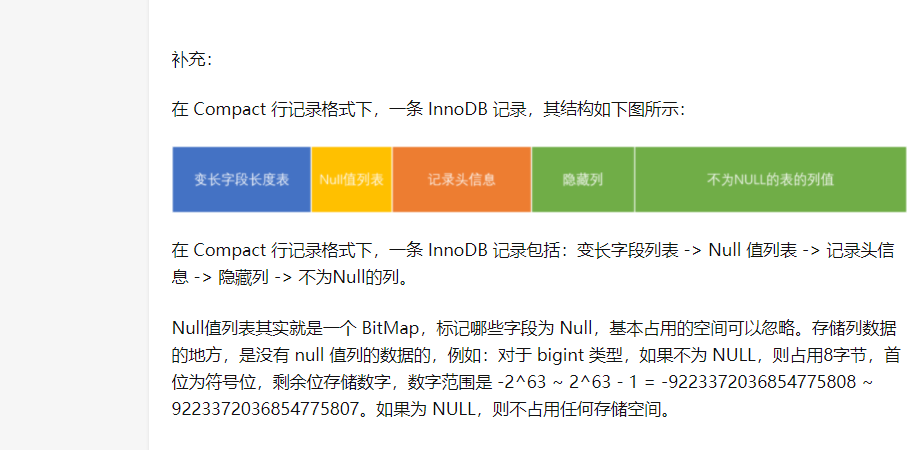 补充：
在 Compact 行记录格式下，一条 InnoDB 记录，其结构如下图所示：
变长字段长度表 Null值列表 记录头信息 隐藏列 不为NULL的表的列值
在 Compact 行记录格式下，一条 InnoDB 记录包括：变长字段列表 -> Null 值列表 -> 记录头信
息 -> 隐藏列 -> 不为Null的列。
Null值列表其实就是一个 BitMap，标记哪些字段为 Null，基本占用的空间可以忽略。存储列数据
的地方，是没有 null 值列的数据的，例如：对于 bigint 类型，如果不为 NULL，则占用8字节，首
位为符号位，剩余位存储数字，数字范围是 -2^63 ~ 2^63 - 1 = -9223372036854775808 ~
9223372036854775807。如果为 NULL，则不占用任何存储空间。